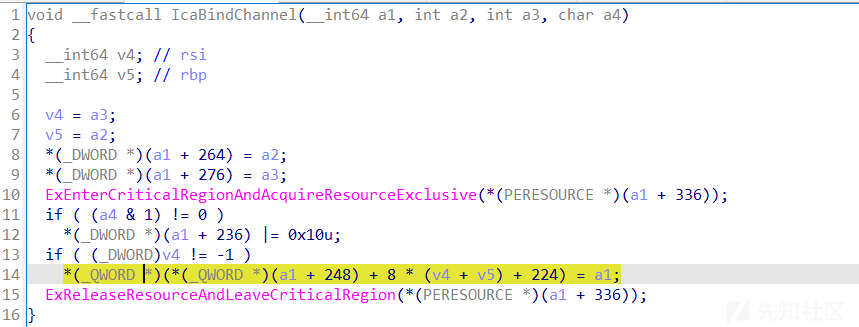 1 void __fastcall IcaBindChannel(__int64 a1, int a2, int a3, char a4)
2 {
3 __int64 v4; // rsi
4 __int64 v5; // rbp
5
6 v4 = a3;
7 v5 = a2;
8 *(_DWORD *)(a1 + 264) = a2;
9 *(_DWORD *)(a1 + 276) = a3;
10 ExEnterCriticalRegionAndAcquireResourceExclusive(*(PERESOURCE *)(a1 + 336));
11 if ( (a4 & 1) != 0 )
12 *(_DWORD *)(a1 + 236) |= 0x10u;
13 if ( (_DWORD)v4 != -1 )
14 *(_QWORD *)(*(_QWORD *)(a1 + 248) + 8 * (v4 + v5) + 224) = a1;
15 ExReleaseResourceAndLeaveCriticalRegion(*(PERESOURCE *)(a1 + 336));
16 }
先知社区